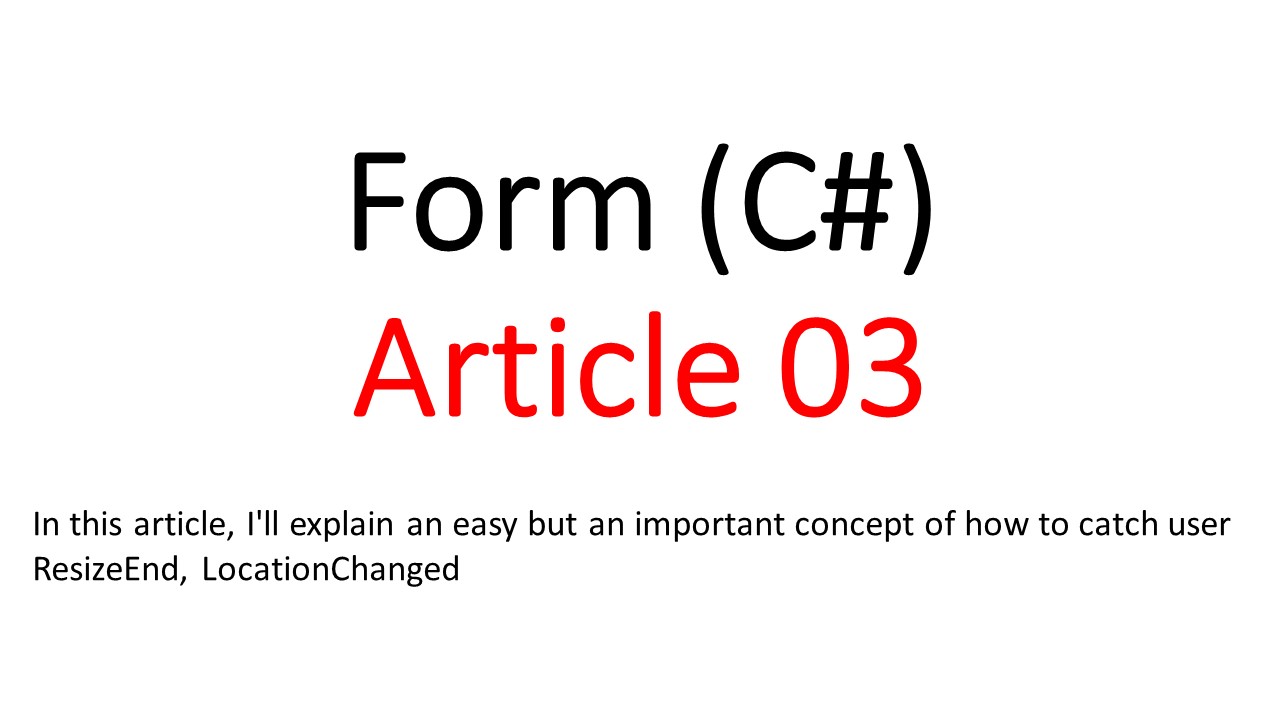 Form (C#)
Article 03
In this article, I'll explain an easy but an important concept of how to catch user
ResizeEnd, LocationChanged